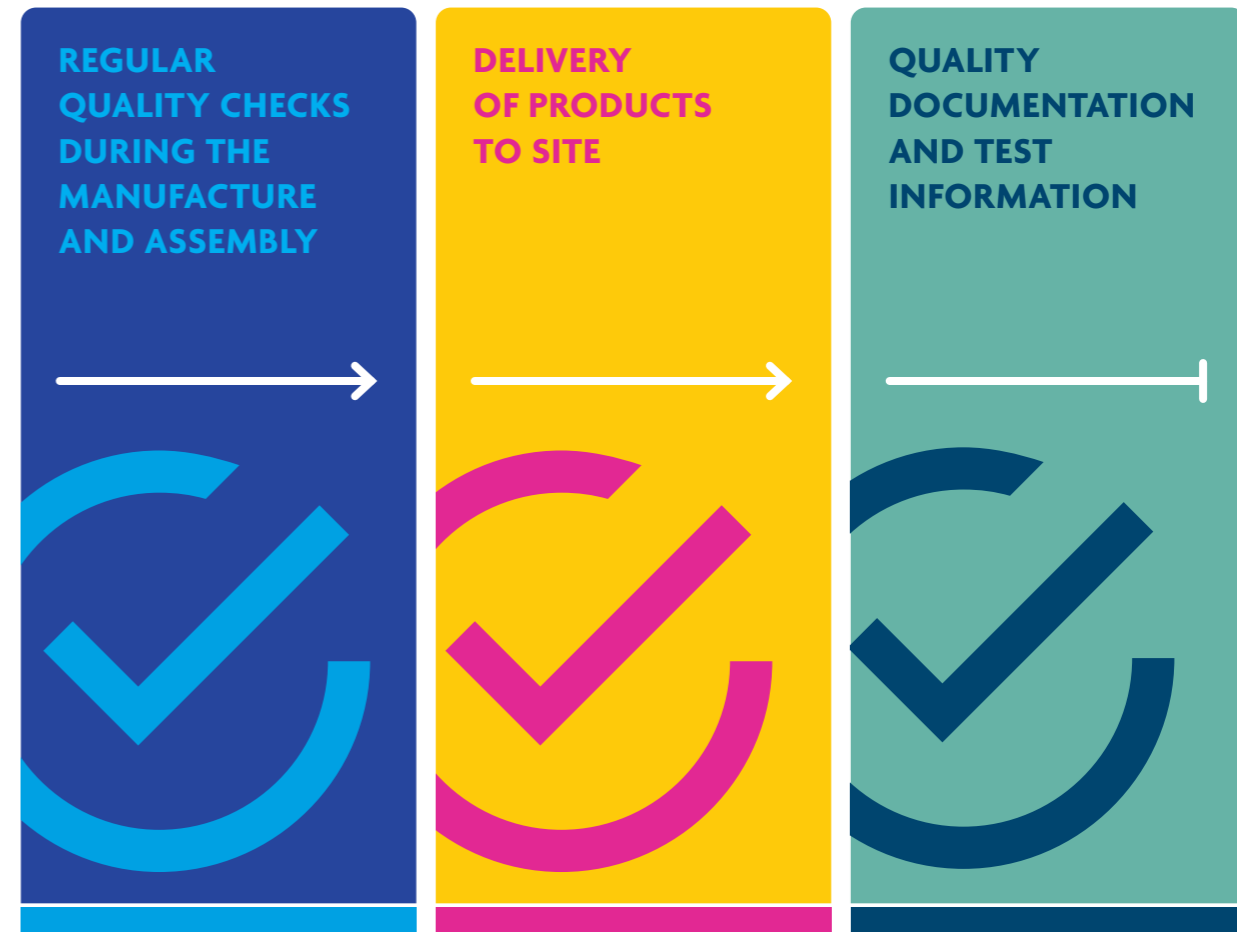 REGULAR
QUALITY CHECKS
DURING THE
MANUFACTURE
AND ASSEMBLY
DELIVERY
OF PRODUCTS
TO SITE
QUALITY
DOCUMENTATION
AND TEST
INFORMATION